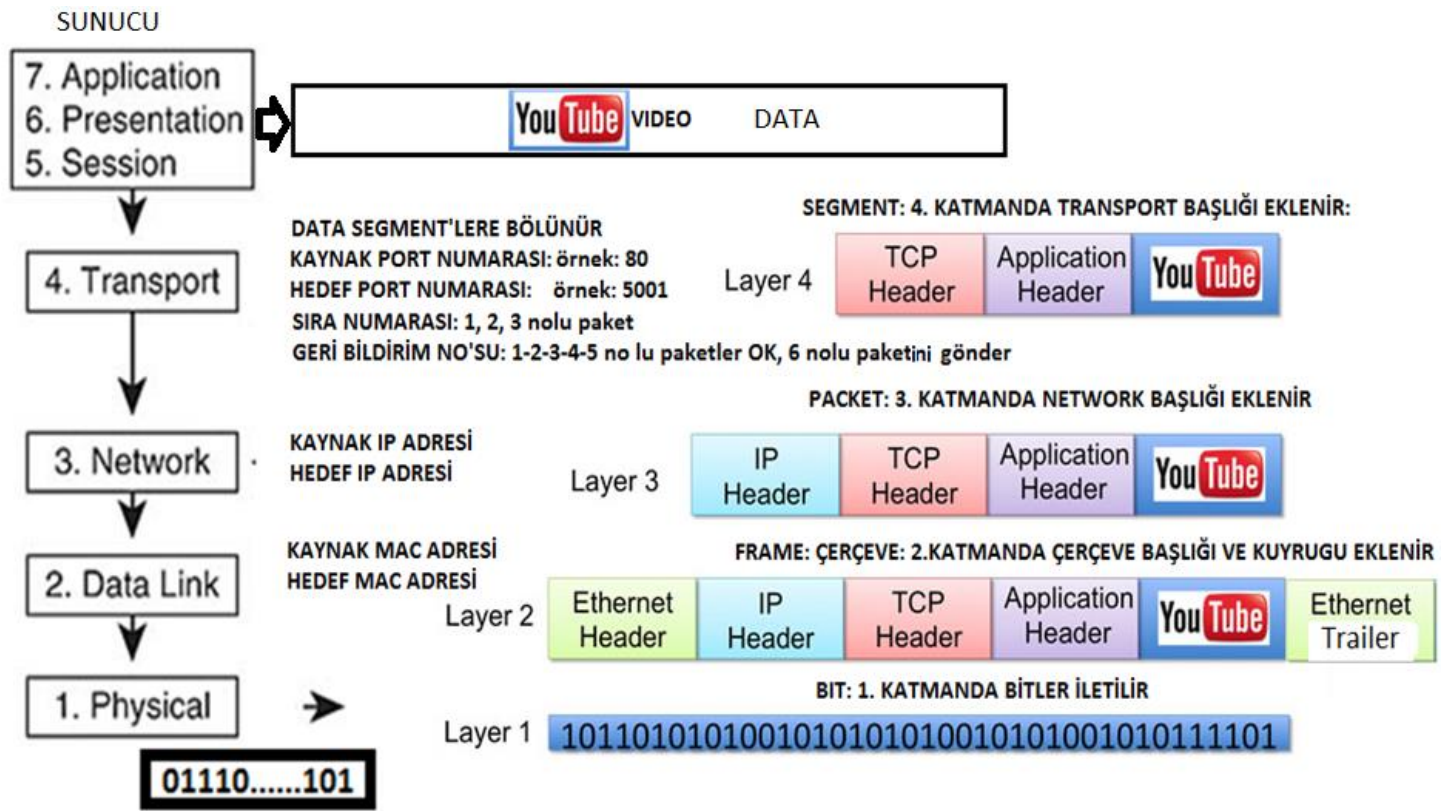 SUNUCU
7. Application
6. Presentation
5. Session
YouTube VIDEO DATA
SEGMENT: 4. KATMANDA TRANSPORT BAŞLIĞI EKLENİR:
4. Transport
DATA SEGMENT'LERE BÖLÜNÜR
KAYNAK PORT NUMARASI: örnek: 80
HEDEF PORT NUMARASI: örnek: 5001
SIRA NUMARASI: 1, 2, 3 nolu paket
GERİ BİLDİRİM NO'SU: 1-2-3-4-5 no lu paketler OK, 6 nolu paketini gönder
Layer 4
TCP
Header
Application
Header
YouTube
PACKET: 3. KATMANDA NETWORK BAŞLIĞI EKLENİR
3. Network
KAYNAK IP ADRESİ
HEDEF IP ADRESİ
Layer 3
IP
Header
TCP
Header
Application
Header
YouTube
KAYNAK MAC ADRESİ
HEDEF MAC ADRESİ
FRAME: ÇERÇEVE: 2.KATMANDA ÇERÇEVE BAŞLIĞI VE KUYRUGU EKLENİR
2. Data Link
Layer 2
Ethernet
Header
IP
Header
TCP
Header
Application
Header
YouTube
Ethernet
Trailer
BIT: 1. KATMANDA BİTLER İLETİLİR
1. Physical
Layer 1
1011010101001010101010010101001010111101
01110......101